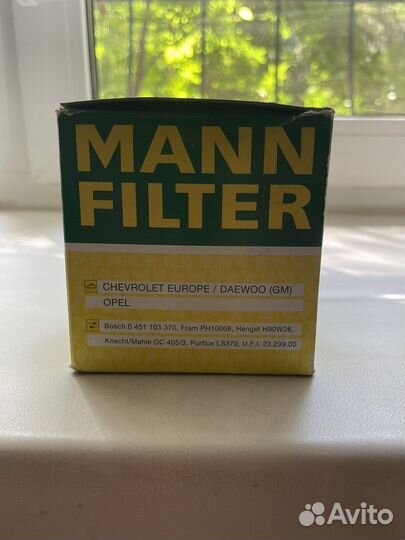 MANN
FILTER
CHEVROLET EUROPE / DAEWOO (GM)
OPEL
Bosch 0 451 103 370, Fram PH10008, Hengst H90W26,
Knecht/Mahle OC 405/3, Purflux LS370, U.F.I. 23.299.00
Avito